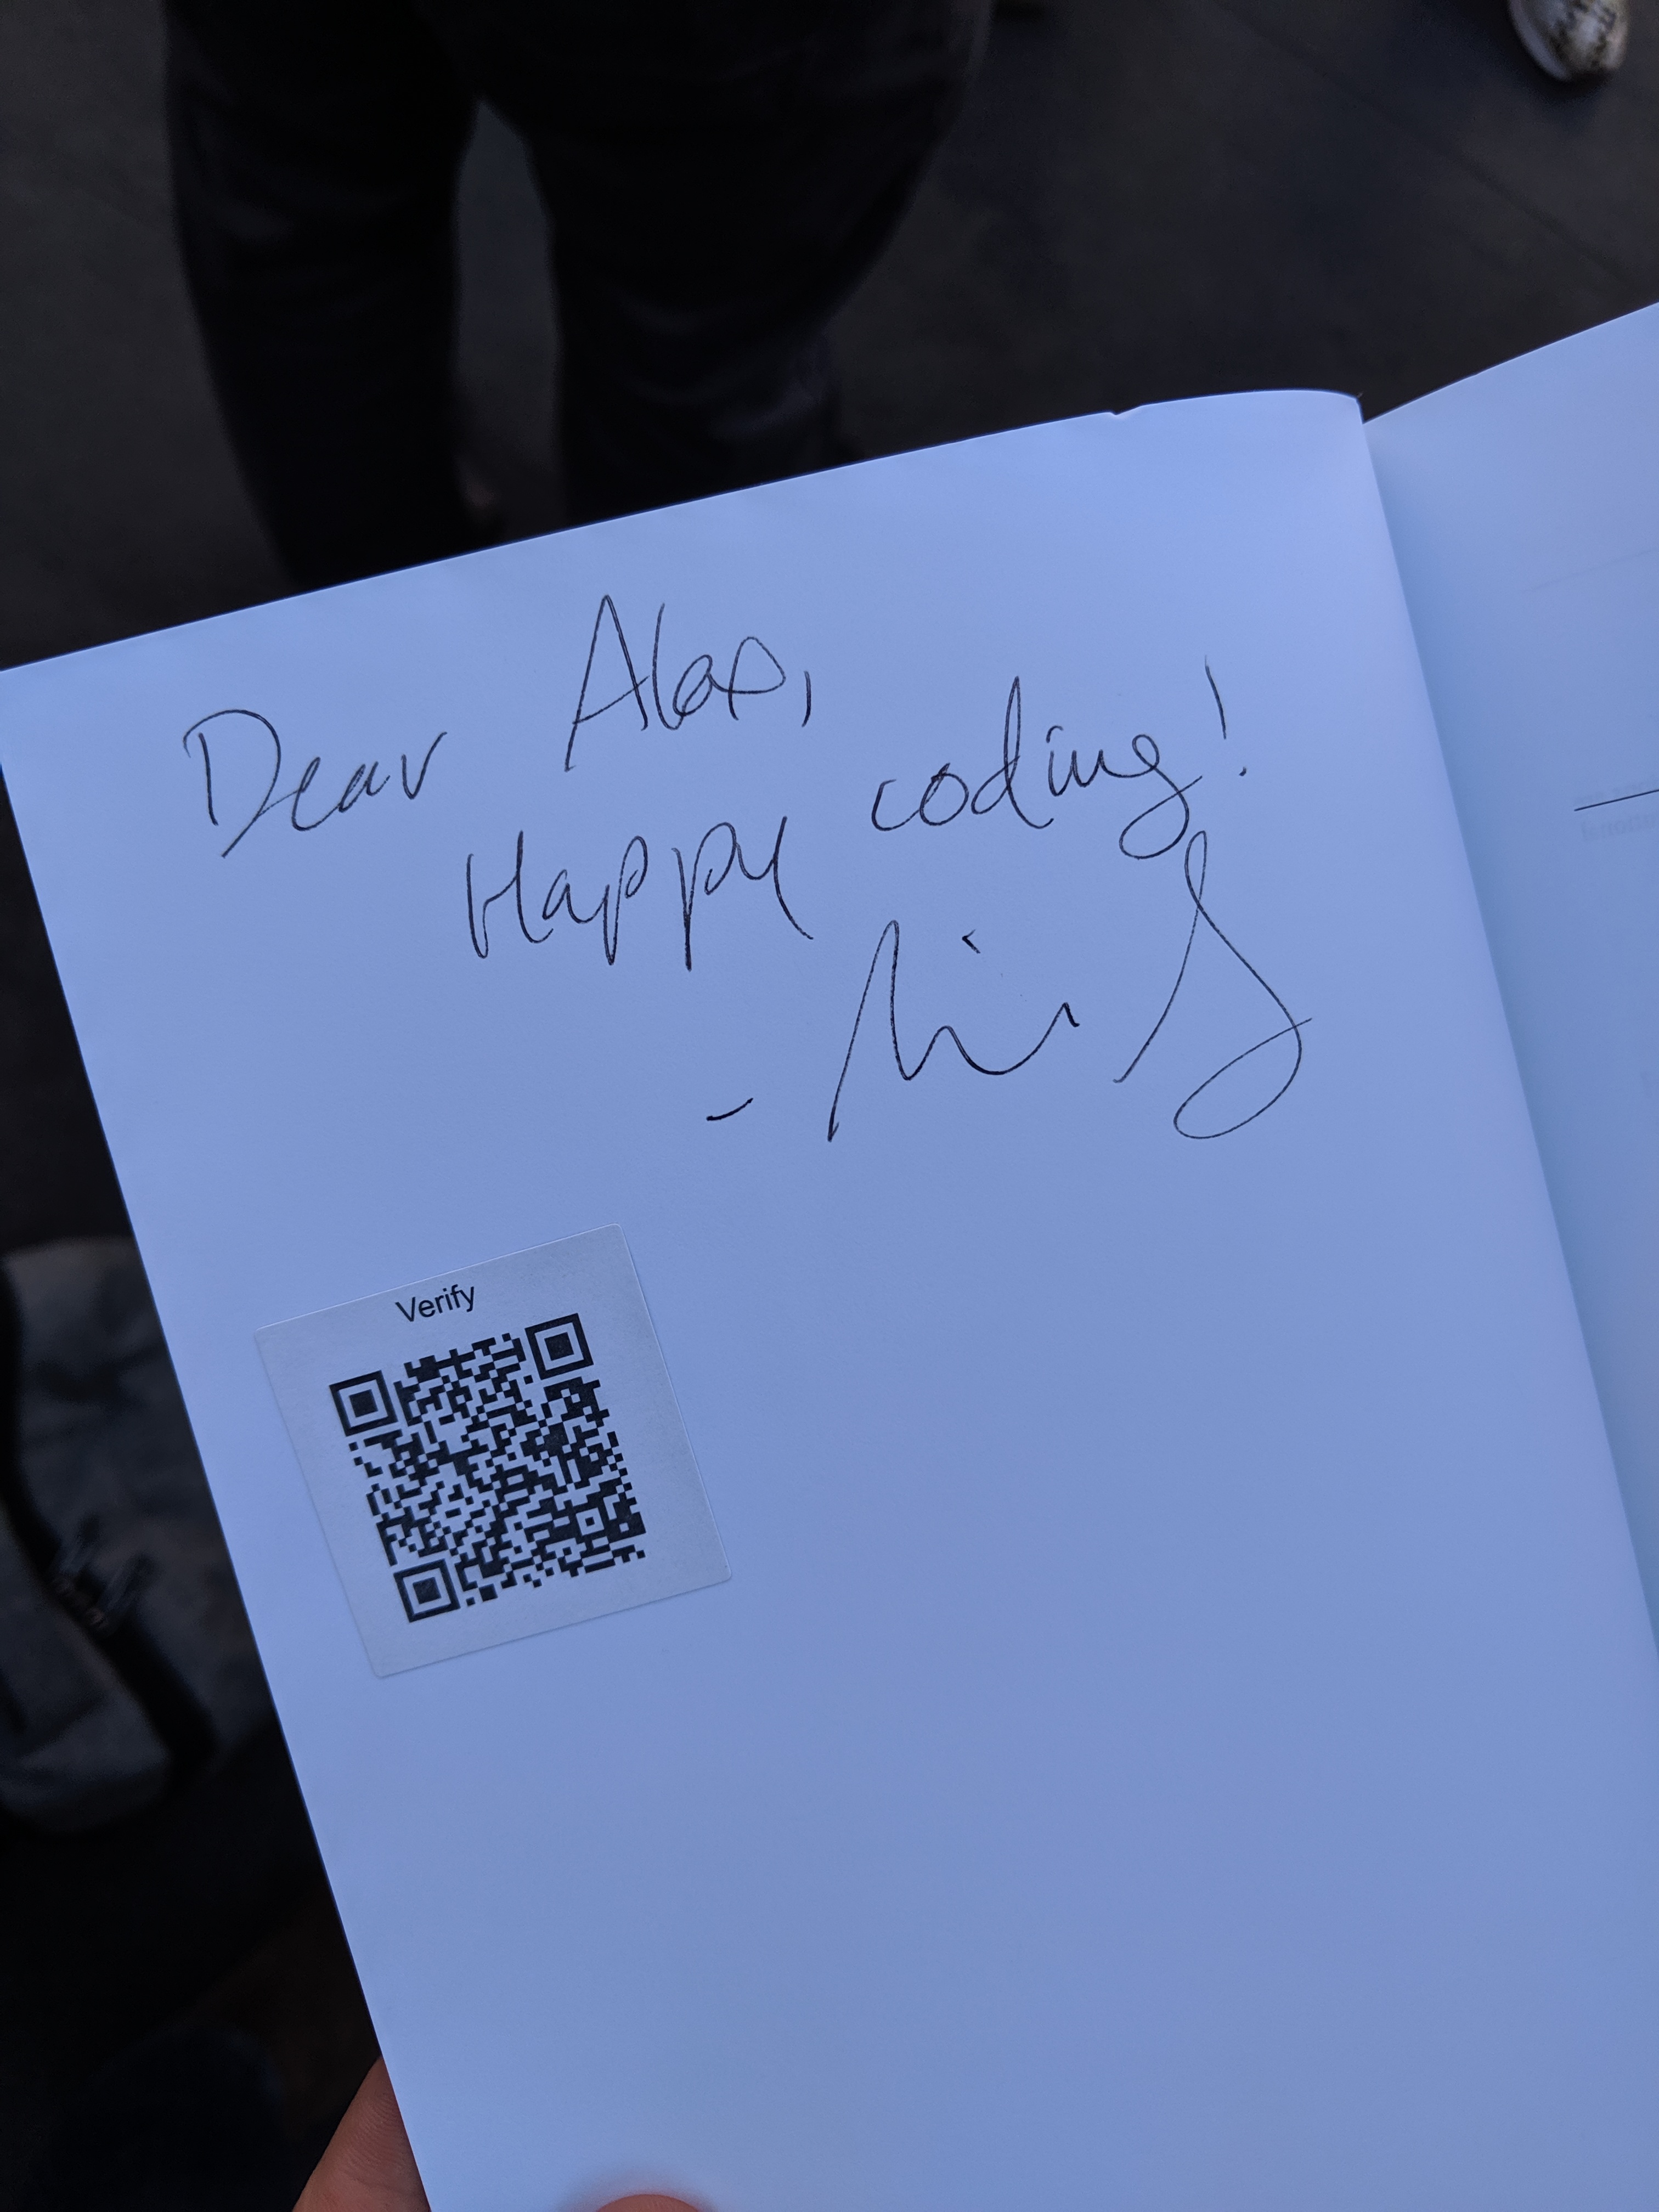 Dear Alex,
Happy coding!
-
Verify